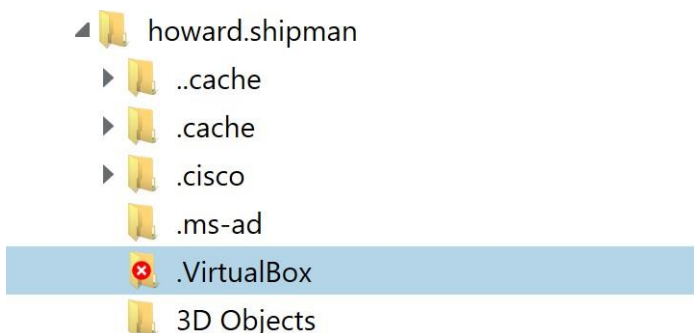 howard.shipman
..cache
.cache
.cisco
.ms-ad
.VirtualBox
3D Objects